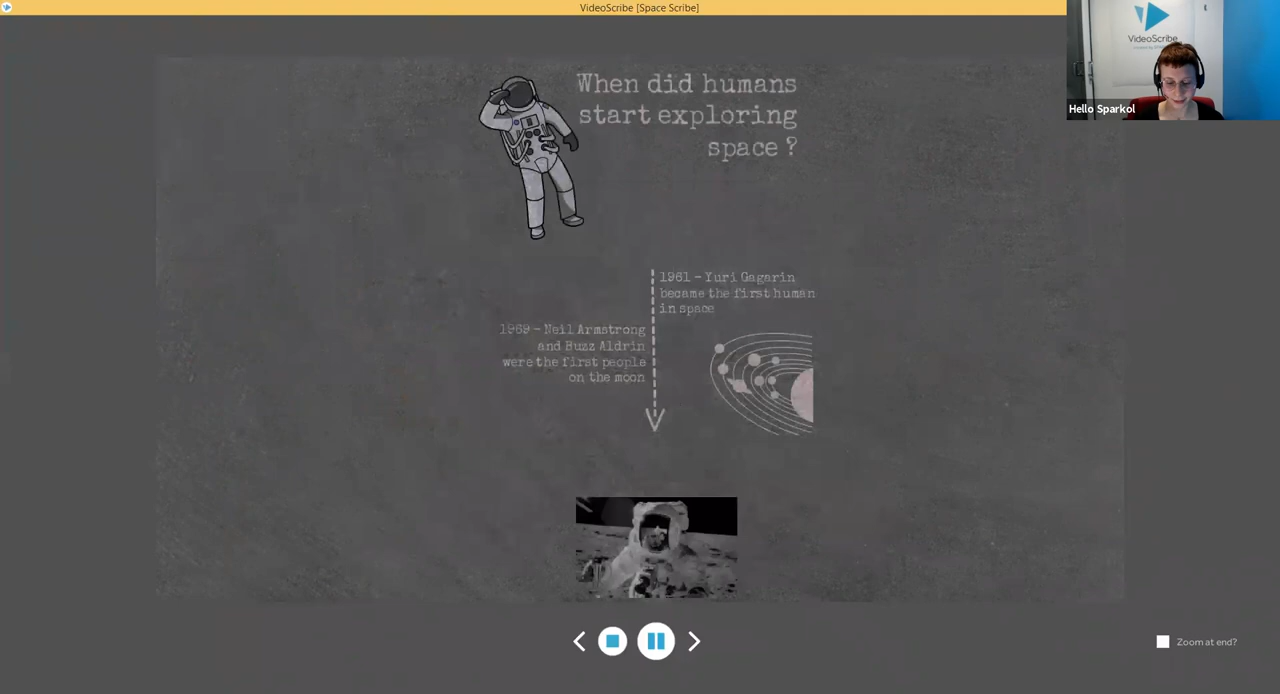 VideoScribe [Space Scribe]
VideoScribe
Hello Sparkol
When did humans
start exploring
space ?
1961 - Yuri Gagarin
became the first human
in space
1969 - Neil Armstrong
and Buzz Aldrin
were the first people
on the moon
Zoom at end?